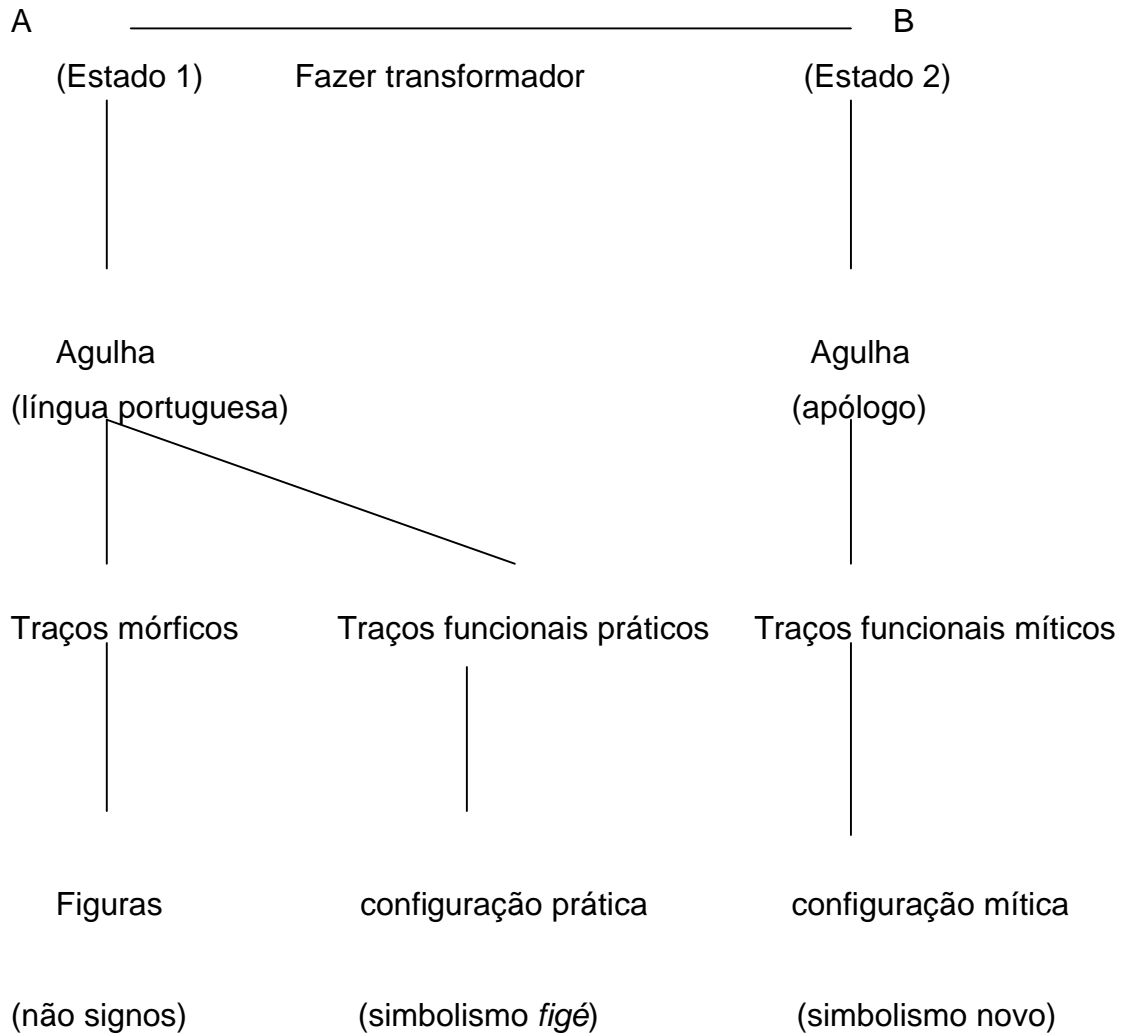 A B
(Estado 1) Fazer transformador (Estado 2)
Agulha Agulha
(língua portuguesa) (apólogo)
Traços mórficos Traços funcionais práticos Traços funcionais míticos
Figuras configuração prática configuração mítica
(não signos) (simbolismo figé) (simbolismo novo)